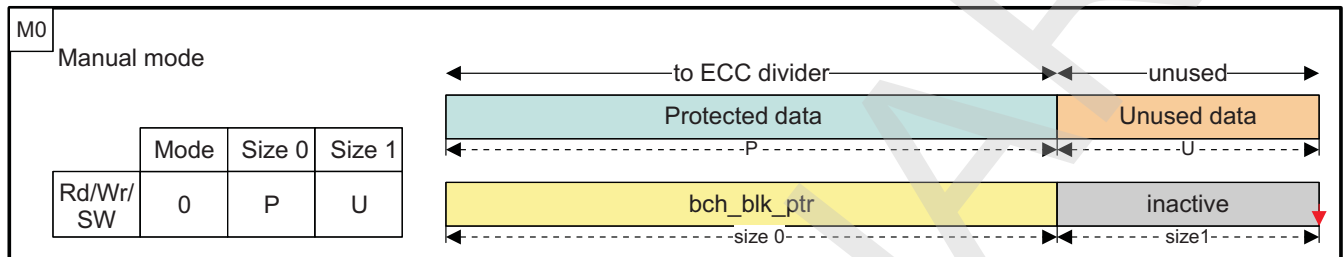 M0
Manual mode
to ECC divider unused
Protected data Unused data
P U
Mode Size 0 Size 1
Rd/Wr/
SW 0 P U
bch_blk_ptr inactive
size 0 size1